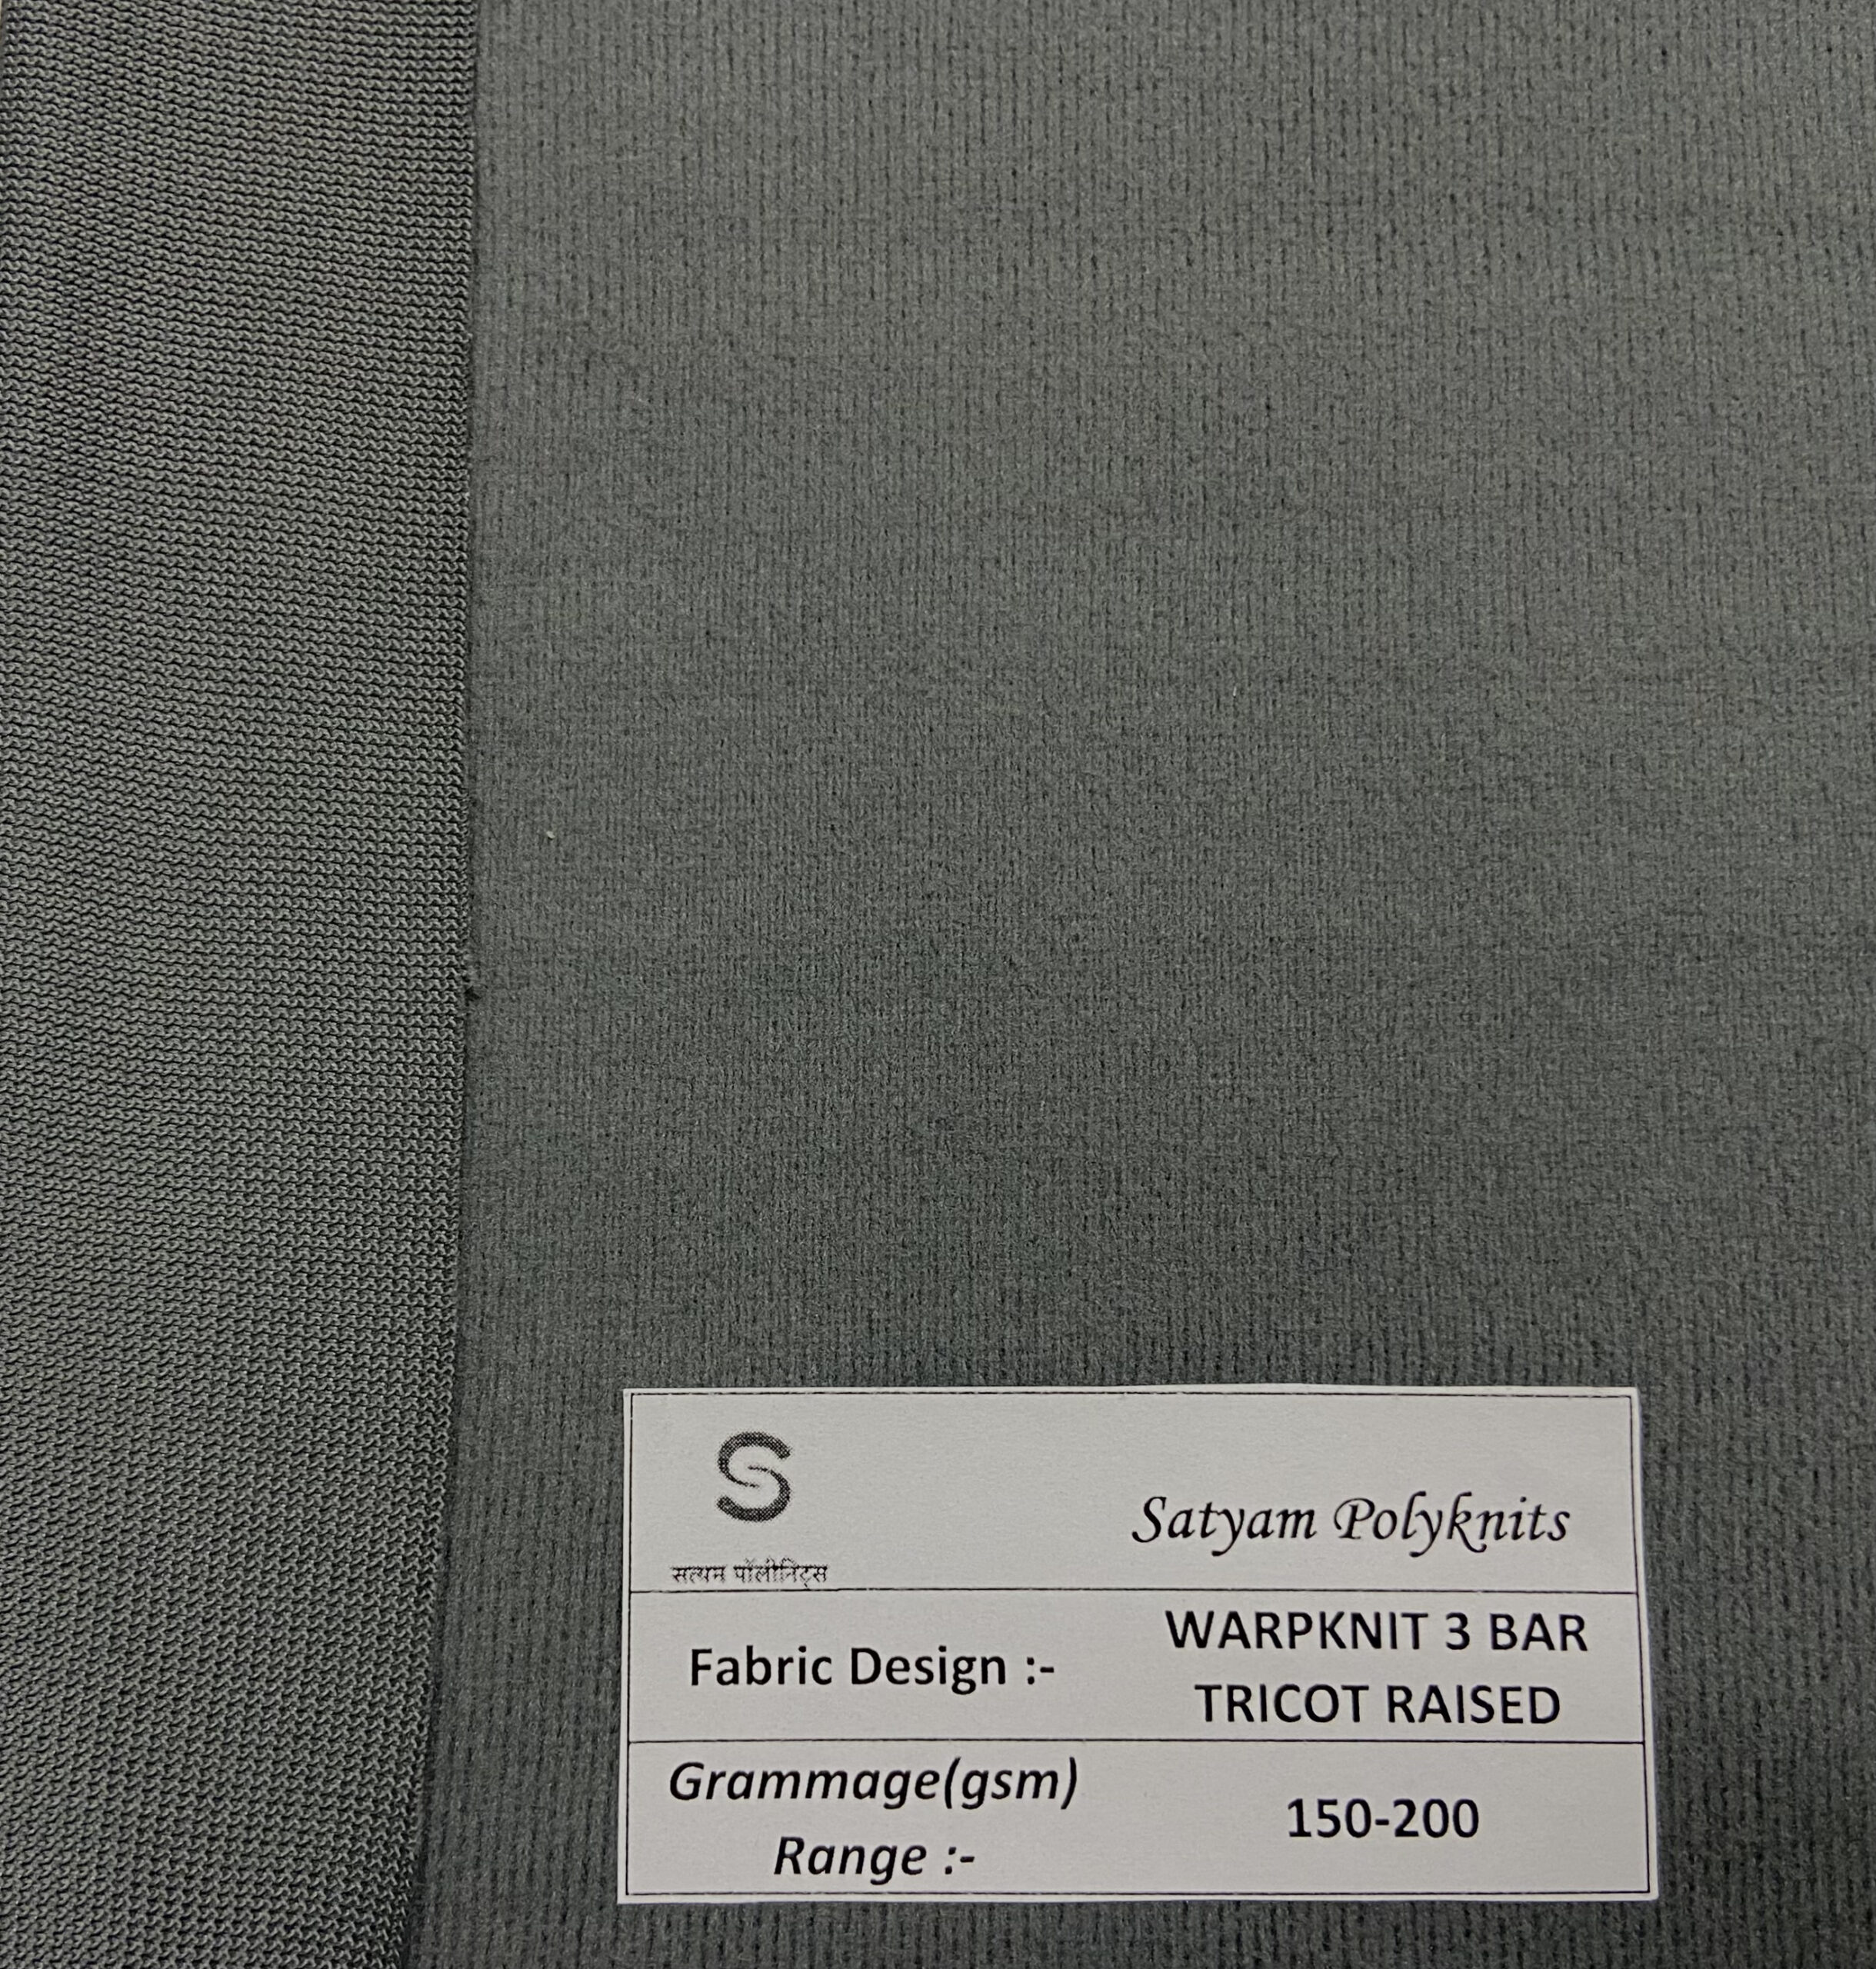 S
Satyam Polyknits
सत्यम पॉलीनिट्स
Fabric Design :-
WARPKNIT 3 BAR
TRICOT RAISED
Grammage(gsm)
Range :-
150-200